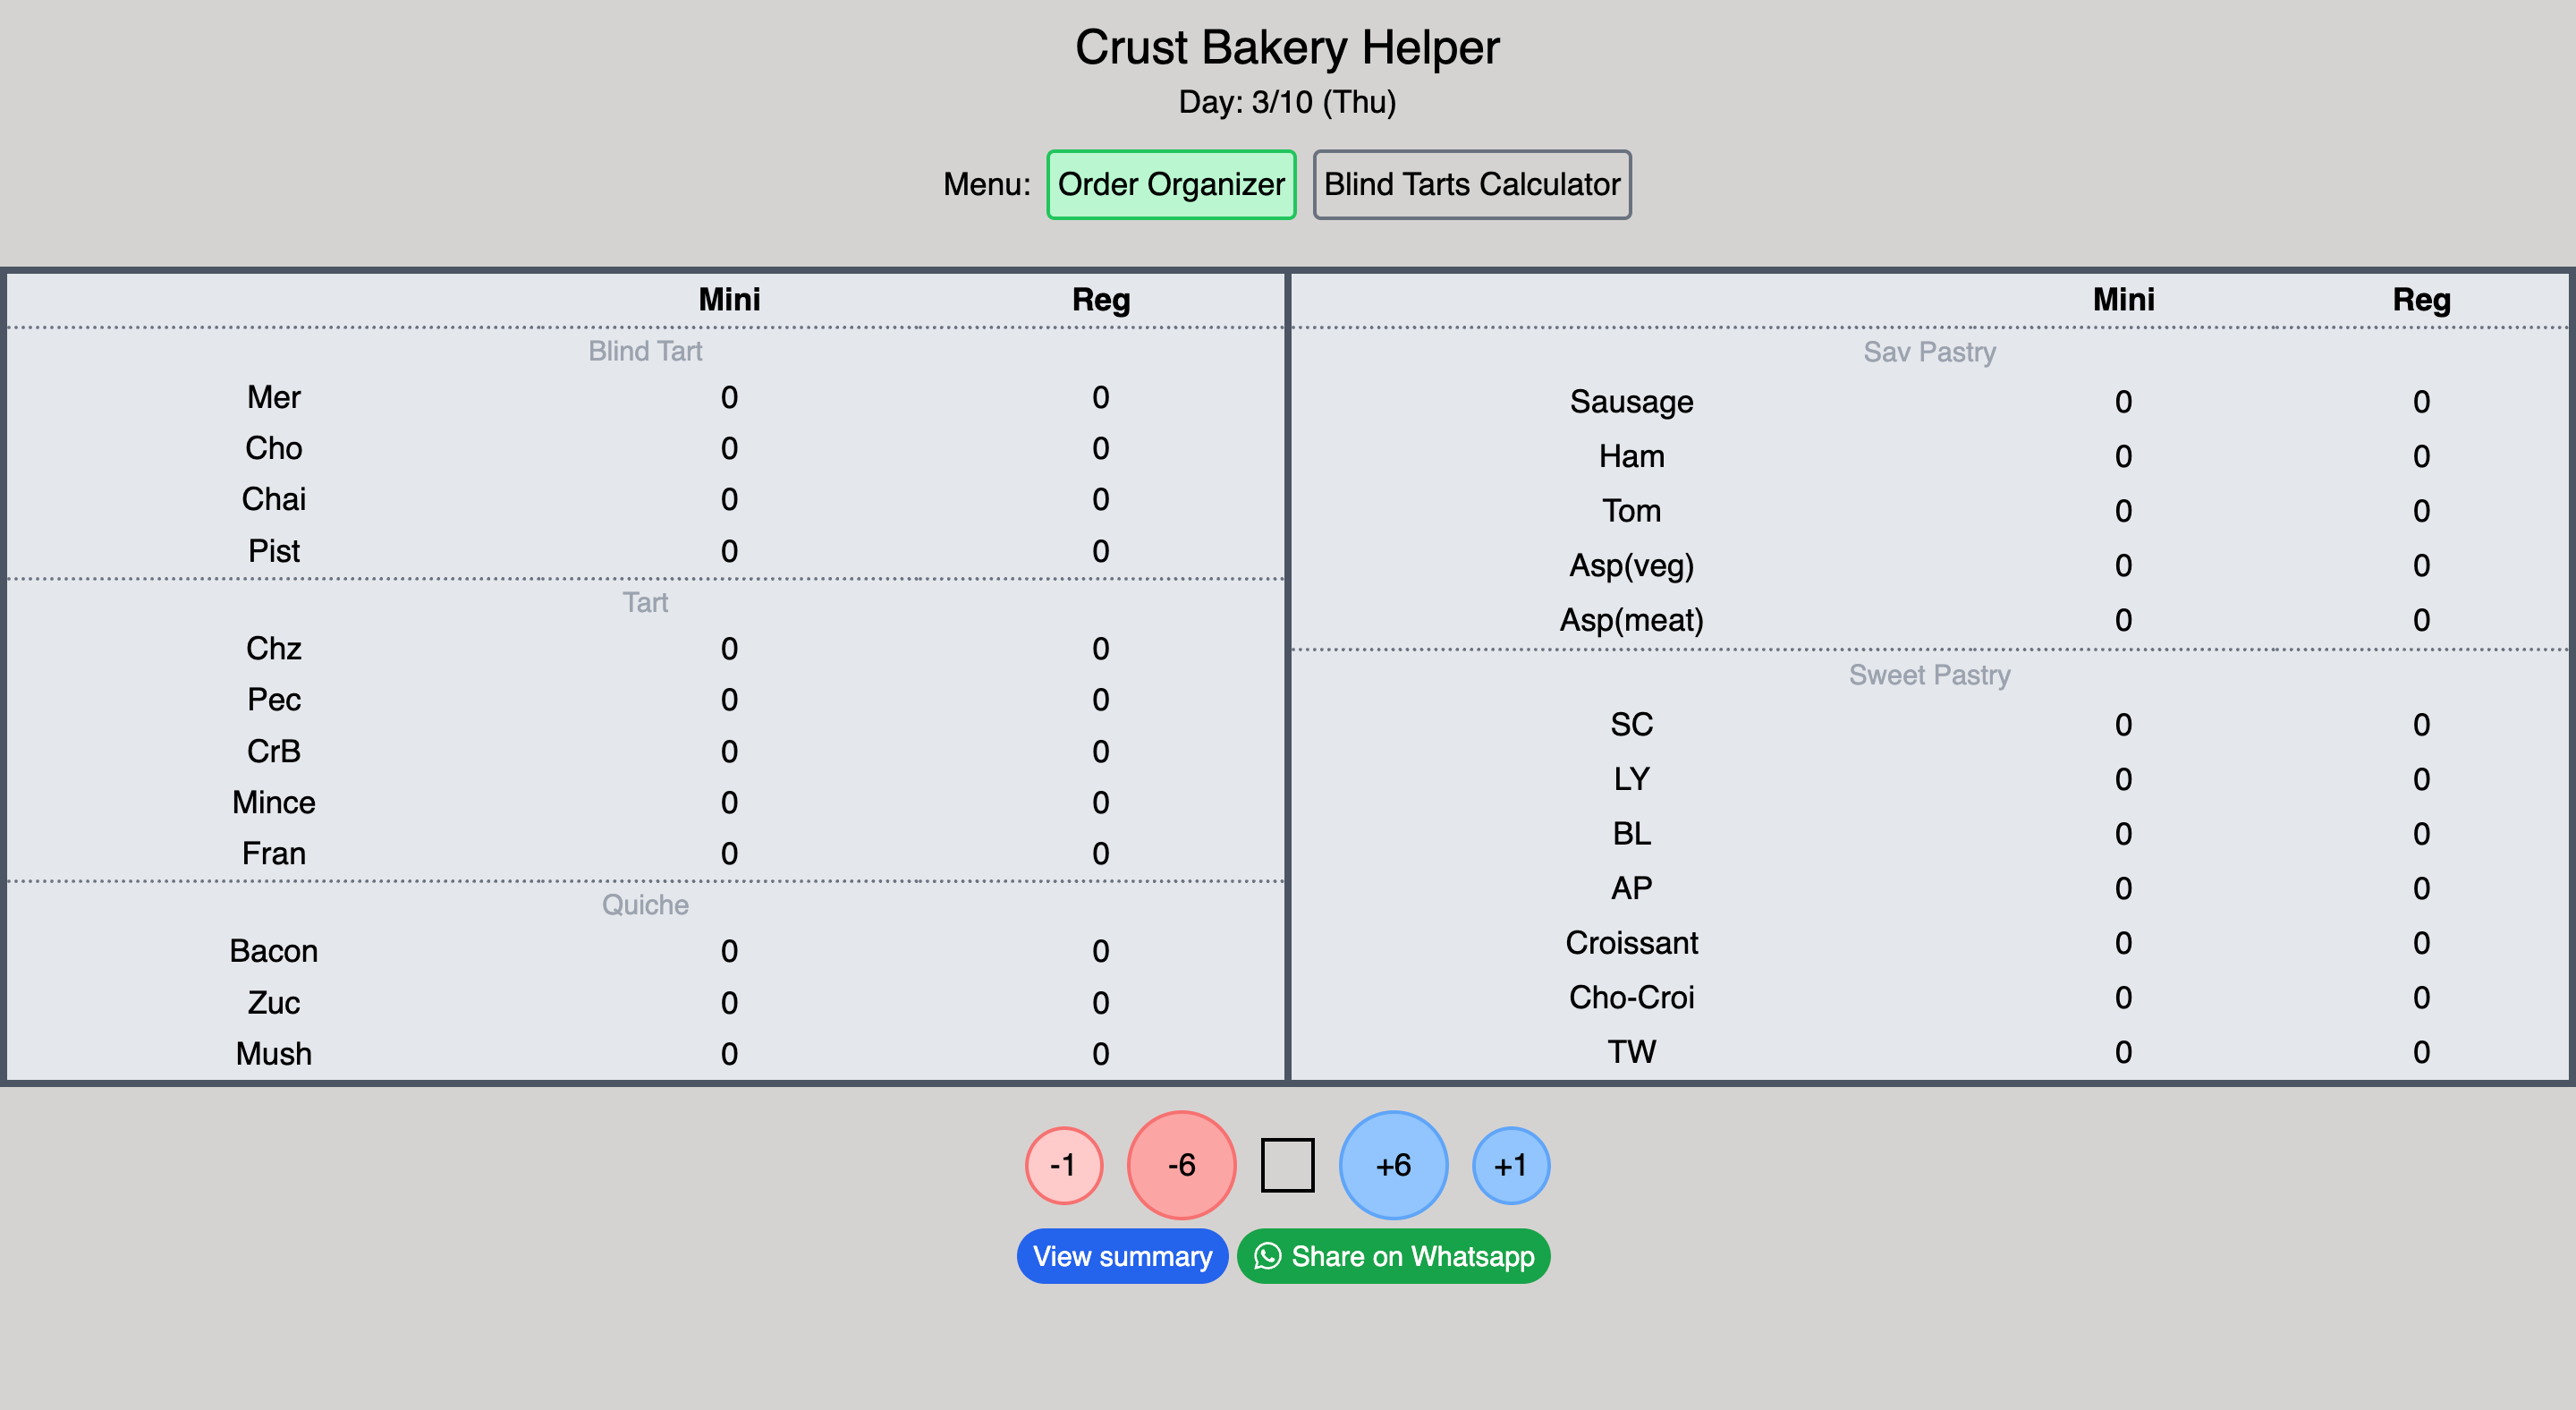 Crust Bakery Helper
Day: 3/10 (Thu)
Menu: Order Organizer Blind Tarts Calculator
Mini Reg
Blind Tart
Mer 0 0
Cho 0 0
Chai 0 0
Pist 0 0
Tart
Chz 0 0
Pec 0 0
CrB 0 0
Mince 0 0
Fran 0 0
Quiche
Bacon 0 0
Zuc 0 0
Mush 0 0
Mini Reg
Sav Pastry
Sausage 0 0
Ham 0 0
Tom 0 0
Asp(veg) 0 0
Asp(meat) 0 0
Sweet Pastry
SC 0 0
LY 0 0
BL 0 0
AP 0 0
Croissant 0 0
Cho-Croi 0 0
TW 0 0
-1 -6 +6 +1
View summary Share on Whatsapp